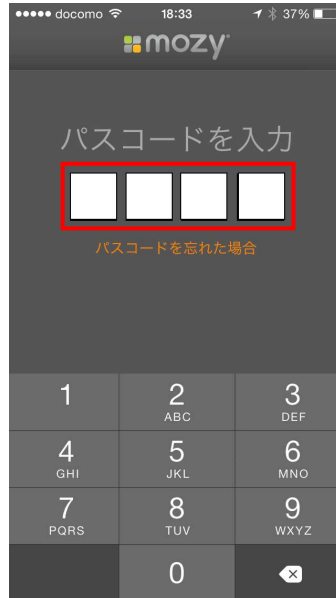 docomo 18:33 37%
mozy
パスコードを入力
パスコードを忘れた場合
1 2 3
ABC DEF
4 5 6
GHI JKL MNO
7 8 9
PQRS TUV WXYZ
0